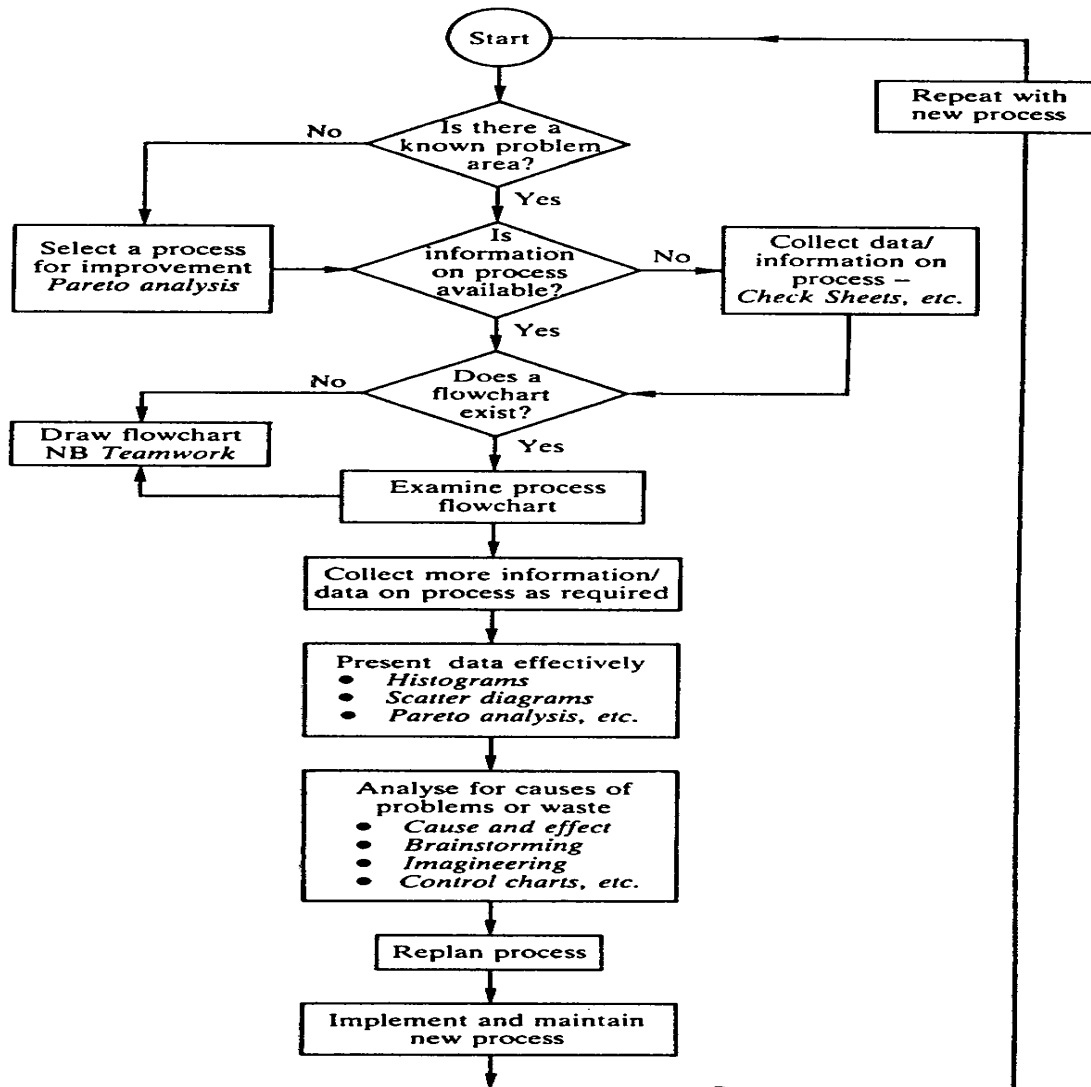 Start
Repeat with
new process
Is there a
known problem
area?
No
Yes
Select a process
for improvement
Pareto analysis
Is
information
on process
available?
No
Collect data/
information on
process –
Check Sheets, etc.
Yes
Does a
flowchart
exist?
No
Draw flowchart
NB Teamwork
Yes
Examine process
flowchart
Collect more information/
data on process as required
Present data effectively
● Histograms
● Scatter diagrams
● Pareto analysis, etc.
Analyse for causes of
problems or waste
● Cause and effect
● Brainstorming
● Imagineering
● Control charts, etc.
Replan process
Implement and maintain
new process